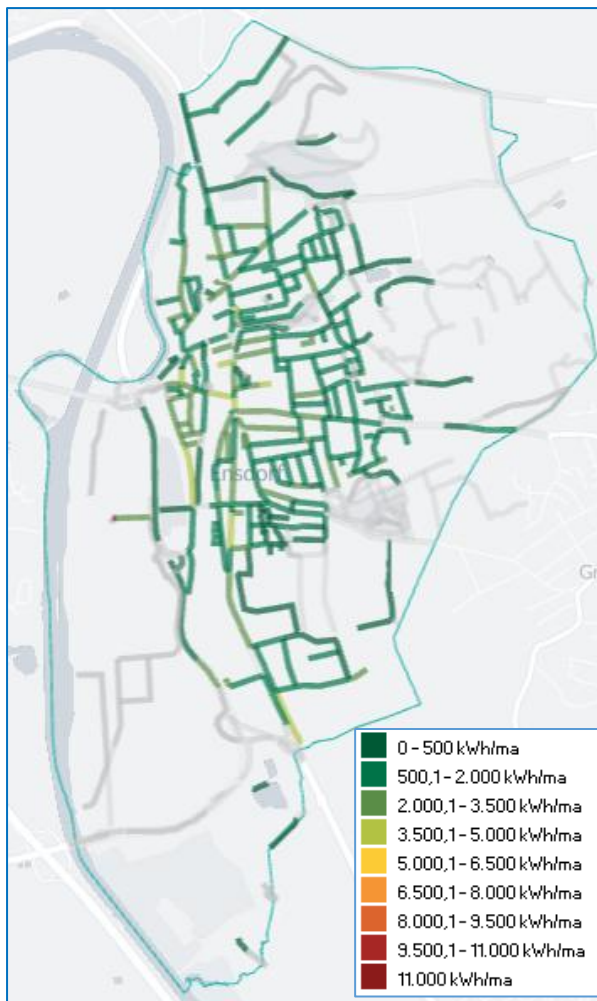 Ensdorf
Gr
0 – 500 kWh/ma
500,1 – 2.000 kWh/ma
2.000,1 – 3.500 kWh/ma
3.500,1 – 5.000 kWh/ma
5.000,1 – 6.500 kWh/ma
6.500,1 – 8.000 kWh/ma
8.000,1 – 9.500 kWh/ma
9.500,1 – 11.000 kWh/ma
11.000 kWh/ma